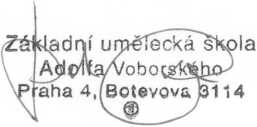 Základní umělecká škola
Adolfa Voborského
Praha 4, Botevova 3114